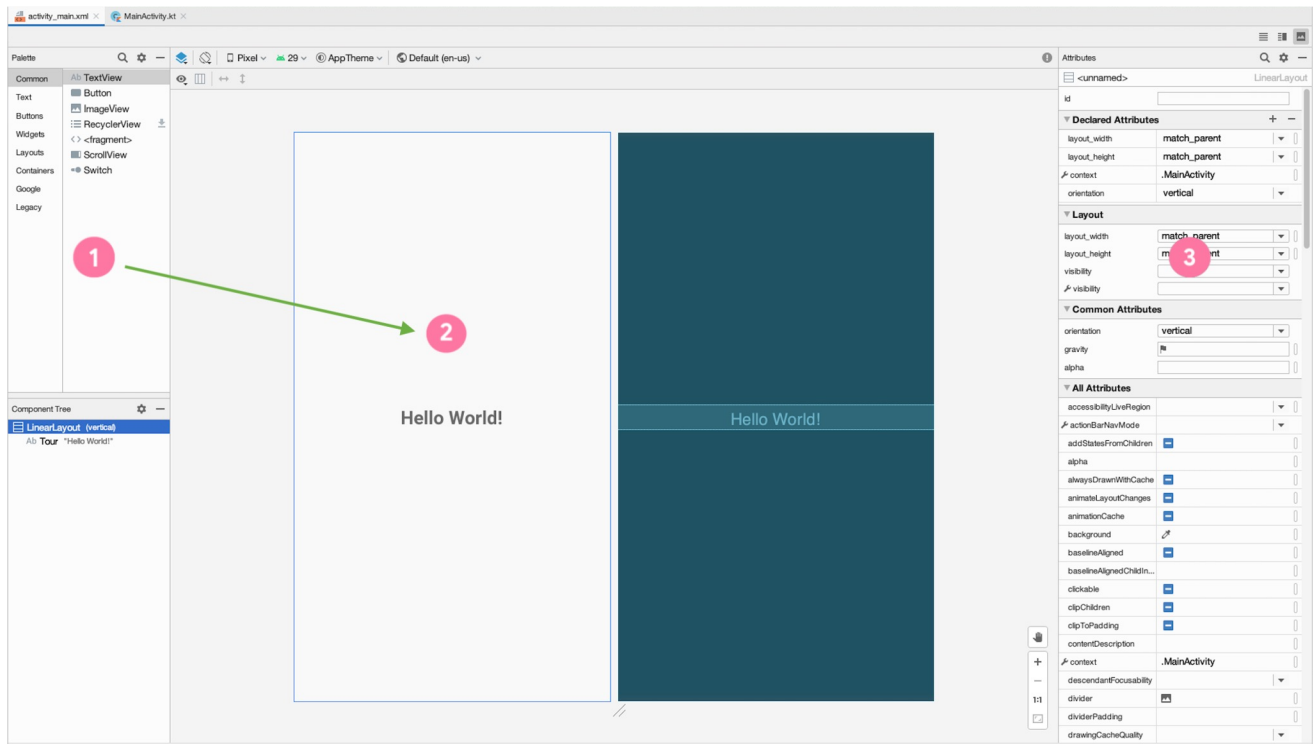 activity_main.xml
MainActivity.kt
Palette
Pixel
29
AppTheme
Default (en-us)
Attributes
Common
Text
Buttons
Widgets
Layouts
Containers
Google
Legacy
Ab TextView
Button
ImageView
RecyclerView
<> <fragment>
ScrollView
Switch
1
2
Hello World!
Hello World!
Component Tree
LinearLayout (vertical)
Ab Tour "Hello World!"
1:1
<unnamed> LinearLayout
id
Declared Attributes
layout_width match_parent
layout_height match_parent
context .MainActivity
orientation vertical
Layout
layout_width match_parent
layout_height
visibility
visibility
3
Common Attributes
orientation vertical
gravity
alpha
All Attributes
accessibilityLiveRegion
actionBarNavMode
addStatesFromChildren
alpha
alwaysDrawnWithCache
animateLayoutChanges
animationCache
background
baselineAligned
baselineAlignedChildIn...
clickable
clipChildren
clipToPadding
contentDescription
context .MainActivity
descendantFocusability
divider
dividerPadding
drawingCacheQuality